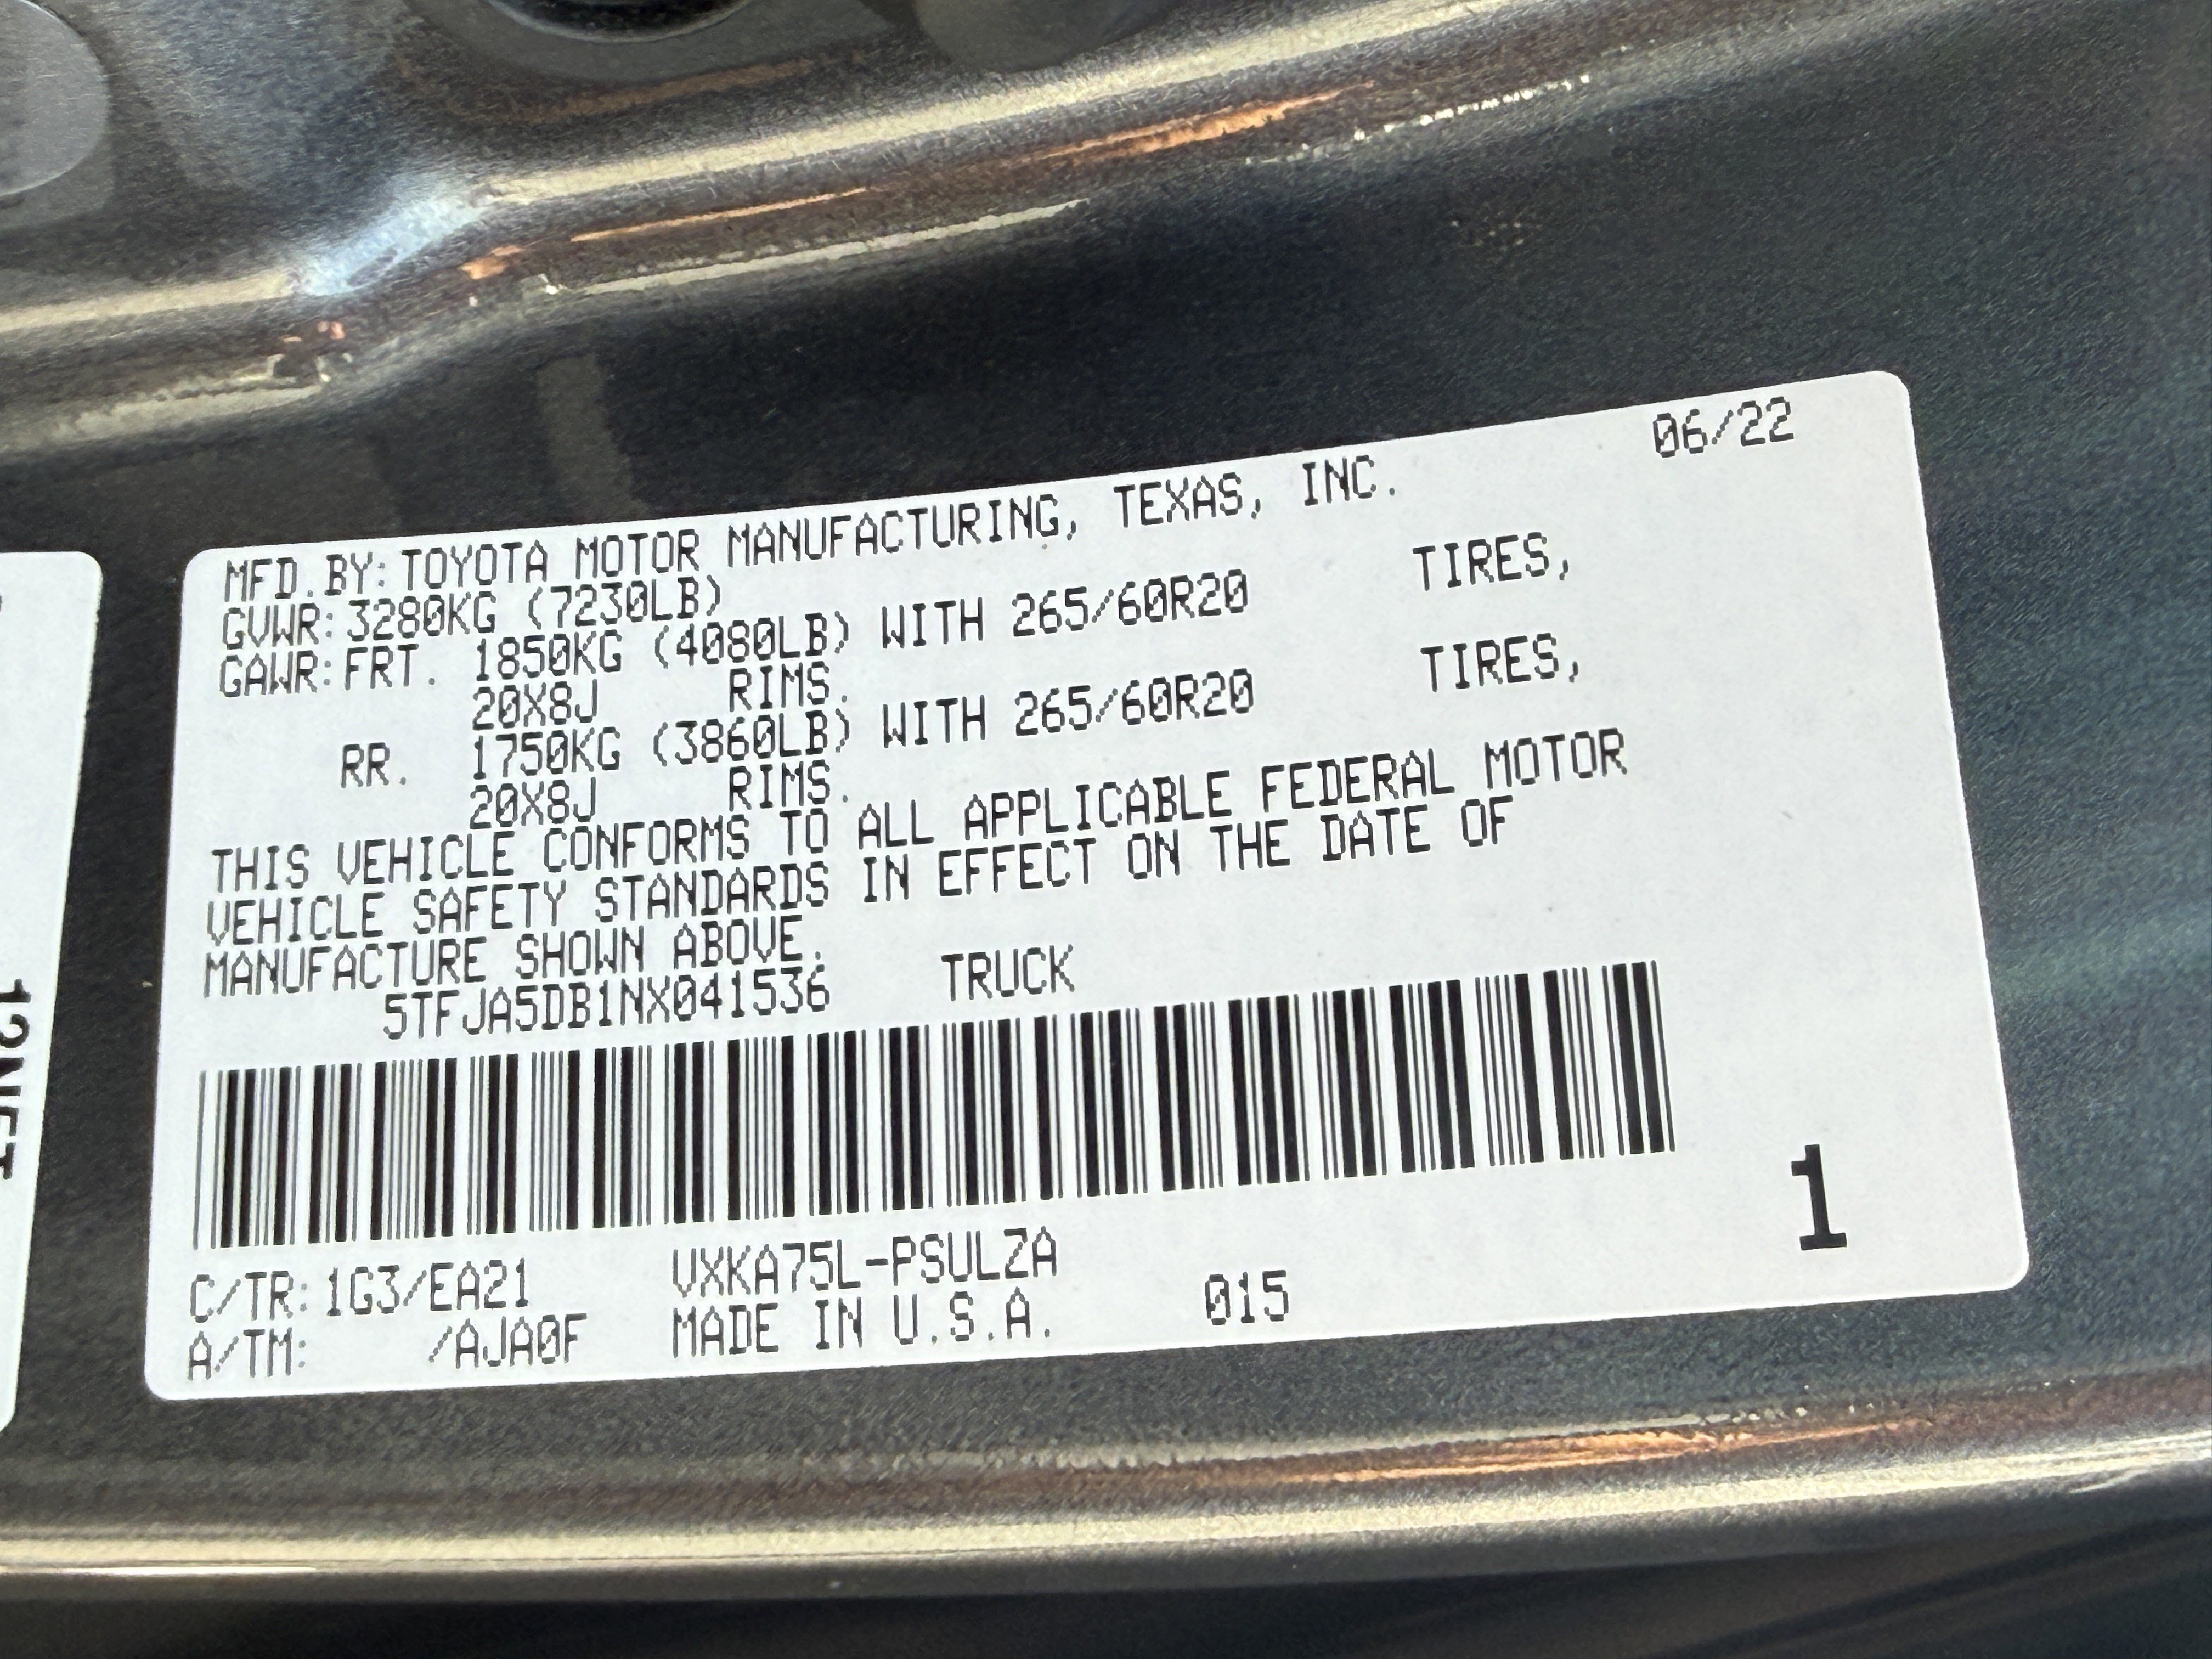 06/22
MFD.BY:TOYOTA MOTOR MANUFACTURING, TEXAS, INC.
GVWR:3280KG (7230LB)
GAWR:FRT. 1850KG (4080LB) WITH 265/60R20 TIRES,
20X8J RIMS.
RR. 1750KG (3860LB) WITH 265/60R20 TIRES,
20X8J RIMS.
THIS VEHICLE CONFORMS TO ALL APPLICABLE FEDERAL MOTOR
VEHICLE SAFETY STANDARDS IN EFFECT ON THE DATE OF
MANUFACTURE SHOWN ABOVE.
5TFJA5DB1NX041536 TRUCK
C/TR:1G3/EA21 VXKA75L-PSULZA
A/TM: /AJA0F MADE IN U.S.A. 015
1